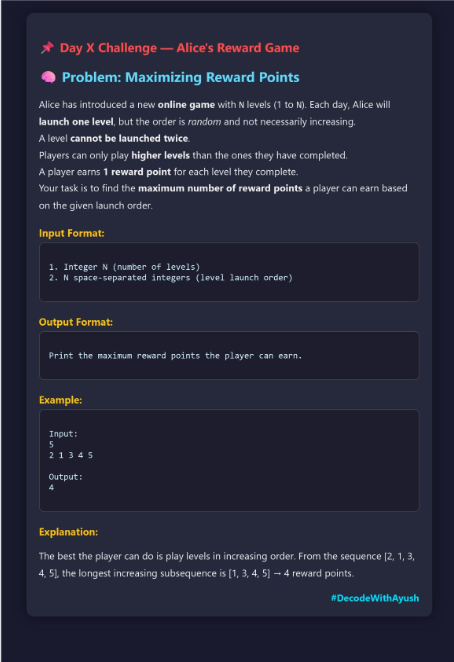 📌 Day X Challenge — Alice's Reward Game
🧠 Problem: Maximizing Reward Points
Alice has introduced a new online game with N levels (1 to N). Each day, Alice will
launch one level, but the order is random and not necessarily increasing.
A level cannot be launched twice.
Players can only play higher levels than the ones they have completed.
A player earns 1 reward point for each level they complete.
Your task is to find the maximum number of reward points a player can earn based
on the given launch order.
Input Format:
1. Integer N (number of levels)
2. N space-separated integers (level launch order)
Output Format:
Print the maximum reward points the player can earn.
Example:
Input:
5
2 1 3 4 5
Output:
4
Explanation:
The best the player can do is play levels in increasing order. From the sequence [2, 1, 3,
4, 5], the longest increasing subsequence is [1, 3, 4, 5] → 4 reward points.
#DecodeWithAyush